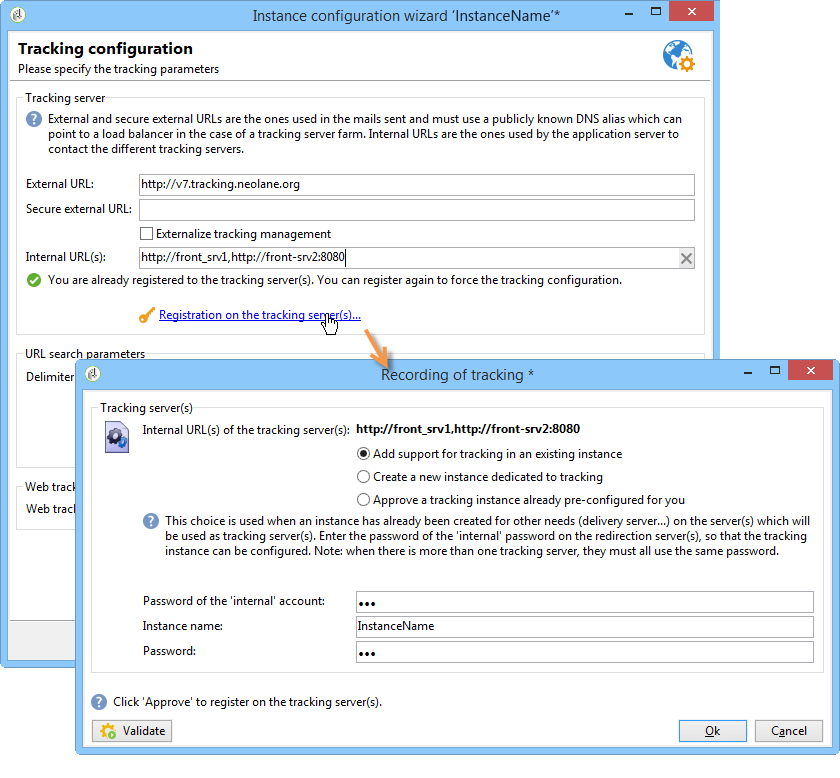 Instance configuration wizard ‘InstanceName’*
Tracking configuration
Please specify the tracking parameters
Tracking server
External and secure external URLs are the ones used in the mails sent and must use a publicly known DNS alias which can
point to a load balancer in the case of a tracking server farm. Internal URLs are the ones used by the application server to
contact the different tracking servers.
External URL: http://v7.tracking.neolane.org
Secure external URL:
Externalize tracking management
Internal URL(s): http://front_srv1,http://front-srv2:8080
You are already registered to the tracking server(s). You can register again to force the tracking configuration.
Registration on the tracking server(s)...
URL search parameters
Delimiter
Web track
Web track
Recording of tracking *
Tracking server(s)
Internal URL(s) of the tracking server(s): http://front_srv1,http://front-srv2:8080
Add support for tracking in an existing instance
Create a new instance dedicated to tracking
Approve a tracking instance already pre-configured for you
This choice is used when an instance has already been created for other needs (delivery server...) on the server(s) which will
be used as tracking server(s). Enter the password of the 'internal' password on the redirection server(s), so that the tracking
instance can be configured. Note: when there is more than one tracking server, they must all use the same password.
Password of the 'internal' account: •••
Instance name: InstanceName
Password: •••
Click 'Approve' to register on the tracking server(s).
Validate Ok Cancel